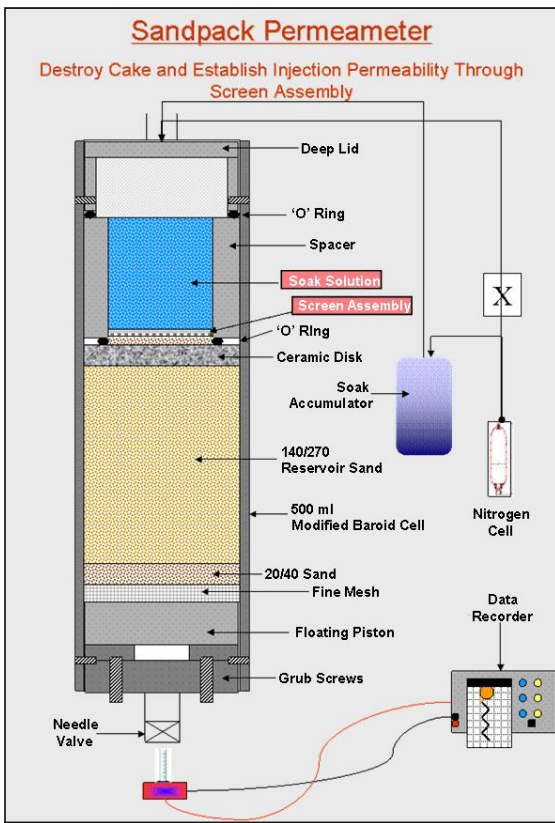 Sandpack Permeameter
Destroy Cake and Establish Injection Permeability Through
Screen Assembly
Deep Lid
'O' Ring
Spacer
Soak Solution
Screen Assembly
'O' RIng
Ceramic Disk
X
Soak
Accumulator
140/270
Reservoir Sand
500 ml
Modified Baroid Cell
Nitrogen
Cell
20/40 Sand
Fine Mesh
Floating Piston
Data
Recorder
Grub Screws
Needle
Valve